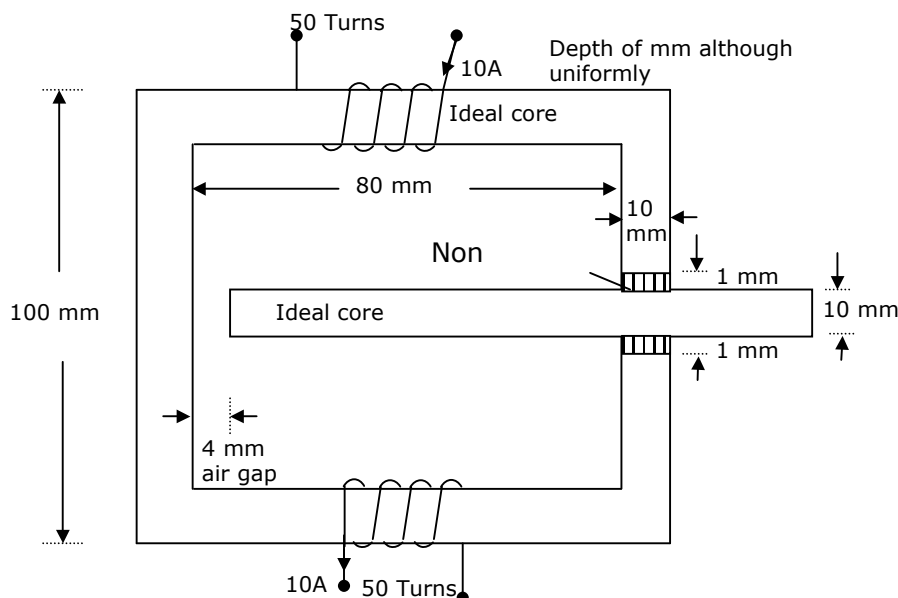 50 Turns
Depth of mm although
uniformly
10A
Ideal core
80 mm
10
mm
Non
1 mm
100 mm
Ideal core
10 mm
1 mm
4 mm
air gap
10A
50 Turns